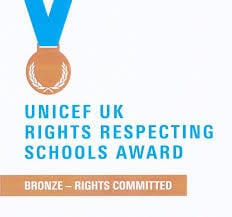 UNICEF UK
RIGHTS RESPECTING
SCHOOLS AWARD
BRONZE – RIGHTS COMMITTED